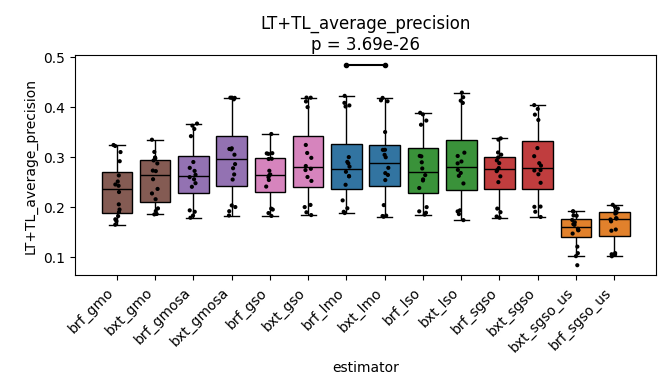 LT+TL_average_precision
p = 3.69e-26
LT+TL_average_precision
0.5
0.4
0.3
0.2
0.1
brf_gmo
bxt_gmo
brf_gmosa
bxt_gmosa
brf_gso
bxt_gso
brf_lmo
bxt_lmo
brf_lso
bxt_lso
brf_sgso
bxt_sgso
bxt_sgso_us
brf_sgso_us
estimator